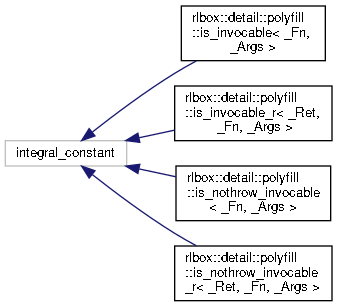 rlbox::detail::polyfill
::is_invocable< _Fn,
_Args >
rlbox::detail::polyfill
::is_invocable_r< _Ret,
_Fn, _Args >
integral_constant
rlbox::detail::polyfill
::is_nothrow_invocable
< _Fn, _Args >
rlbox::detail::polyfill
::is_nothrow_invocable
_r< _Ret, _Fn, _Args >